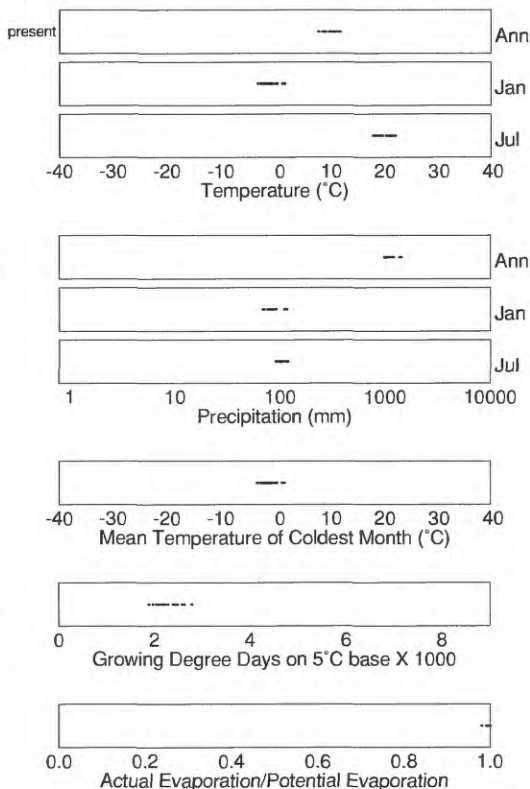 present
Ann
Jan
Jul
-40 -30 -20 -10 0 10 20 30 40
Temperature (°C)
Ann
Jan
Jul
1 10 100 1000 10000
Precipitation (mm)
-40 -30 -20 -10 0 10 20 30 40
Mean Temperature of Coldest Month (°C)
0 2 4 6 8
Growing Degree Days on 5°C base X 1000
0.0 0.2 0.4 0.6 0.8 1.0
Actual Evaporation/Potential Evaporation